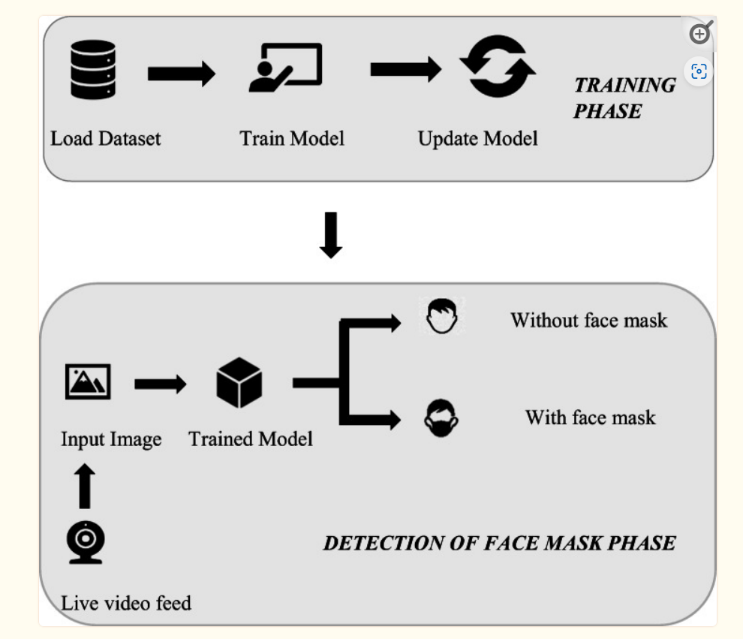 Load Dataset
Train Model
Update Model
TRAINING
PHASE
Without face mask
With face mask
Input Image
Trained Model
DETECTION OF FACE MASK PHASE
Live video feed